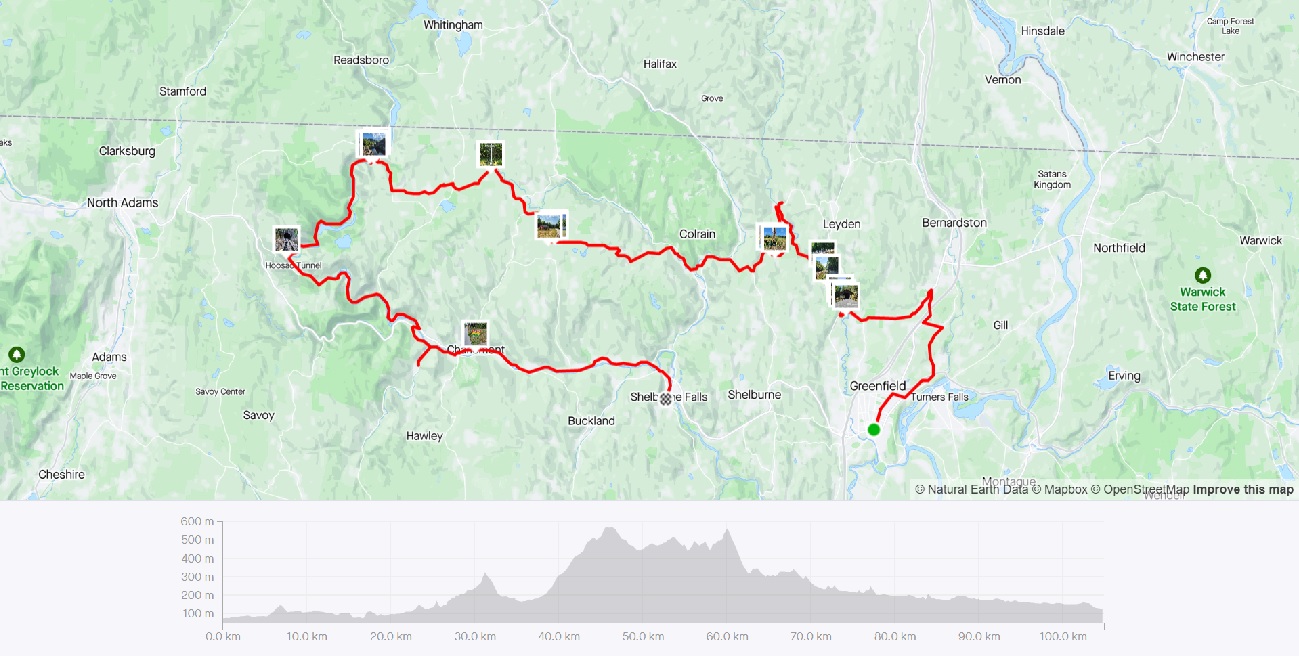 Whitingham
Camp Forest
Lake
Hinsdale
Readsboro
Halifax
Winchester
Vernon
Stamford
Grove
Clarksburg
Satans
Kingdom
North Adams
Leyden
Bernardston
Colrain
Northfield
Warwick
Hoosac Tunnel
Warwick
State Forest
Gill
Adams
nt Greylock
Reservation
Maple Grove
Erving
Savoy Center
Greenfield
Shelburne
Turners Falls
Savoy
Buckland
Hawley
Cheshire
Montague
© Natural Earth Data © Mapbox © OpenStreetMap Improve this map
600 m
500 m
400 m
300 m
200 m
100 m
0.0 km 10.0 km 20.0 km 30.0 km 40.0 km 50.0 km 60.0 km 70.0 km 80.0 km 90.0 km 100.0 km